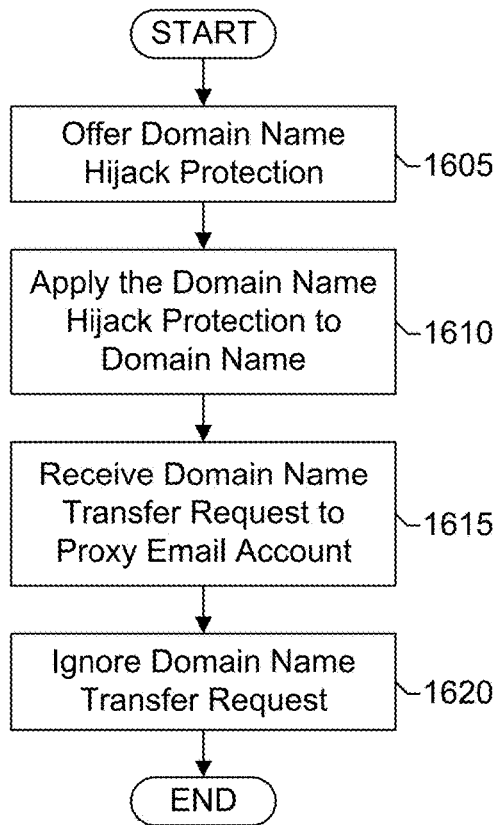 START
Offer Domain Name
Hijack Protection
1605
Apply the Domain Name
Hijack Protection to
Domain Name
1610
Receive Domain Name
Transfer Request to
Proxy Email Account
1615
Ignore Domain Name
Transfer Request
1620
END